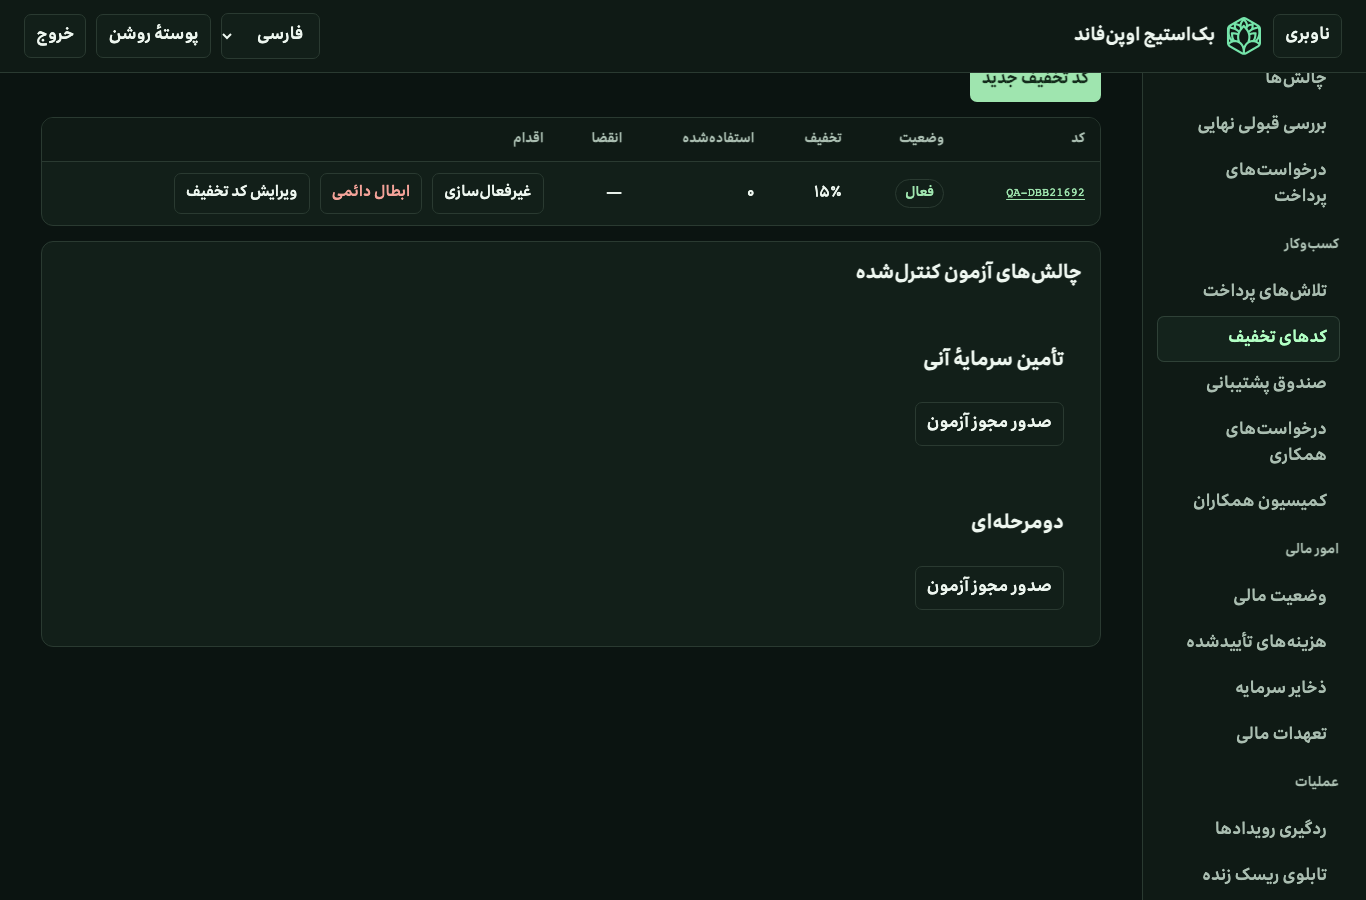 ناوبری
بک‌استیج اوپن‌فاند
فارسی
پوستهٔ روشن
خروج
چالش‌ها
بررسی قبولی نهایی
درخواست‌های
پرداخت
کسب‌وکار
تلاش‌های پرداخت
کدهای تخفیف
صندوق پشتیبانی
درخواست‌های
همکاری
کمیسیون همکاران
امور مالی
وضعیت مالی
هزینه‌های تأییدشده
ذخایر سرمایه
تعهدات مالی
عملیات
ردگیری رویدادها
تابلوی ریسک زنده
کد تخفیف جدید
کد وضعیت تخفیف استفاده‌شده انقضا اقدام
QA-DBB21692 فعال ۱۵٪ ۰ — غیرفعال‌سازی ابطال دائمی ویرایش کد تخفیف
چالش‌های آزمون کنترل‌شده
تأمین سرمایهٔ آنی
صدور مجوز آزمون
دومرحله‌ای
صدور مجوز آزمون